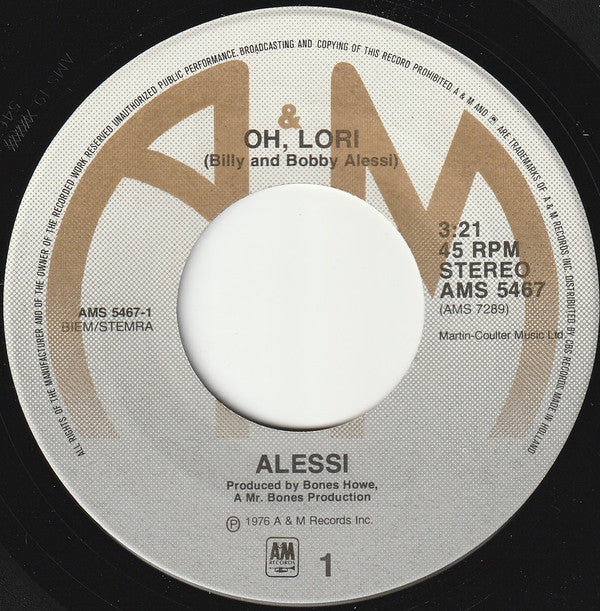 ALL RIGHTS OF THE MANUFACTURER AND OF THE OWNER OF THE RECORDED WORK RESERVED UNAUTHORIZED PUBLIC PERFORMANCE, BROADCASTING AND COPYING OF THIS RECORD PROHIBITED A & M AND ARE TRADEMARKS OF A & M RECORDS INC. DISTRIBUTED BY CBS RECORDS MADE IN HOLLAND
A & M
OH, LORI
(Billy and Bobby Alessi)
3:21
45 RPM
STEREO
AMS 5467
(AMS 7289)
Martin-Coulter Music Ltd.
AMS 5467-1
BIEM/STEMRA
ALESSI
Produced by Bones Howe,
A Mr. Bones Production
℗ 1976 A & M Records Inc.
A&M
RECORDS
1